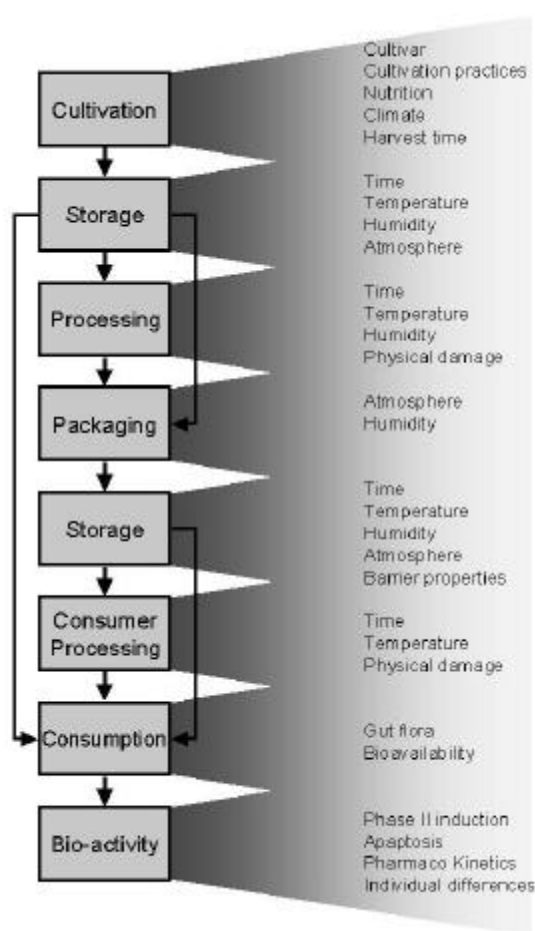 Cultivation
Cultivar
Cultivation practices
Nutrition
Climate
Harvest time
Storage
Time
Temperature
Humidity
Atmosphere
Processing
Time
Temperature
Humidity
Physical damage
Packaging
Atmosphere
Humidity
Storage
Time
Temperature
Humidity
Atmosphere
Barrier properties
Consumer
Processing
Time
Temperature
Physical damage
Consumption
Gut flora
Bioavailability
Bio-activity
Phase II induction
Apaptosis
Pharmaco Kinetics
Individual differences